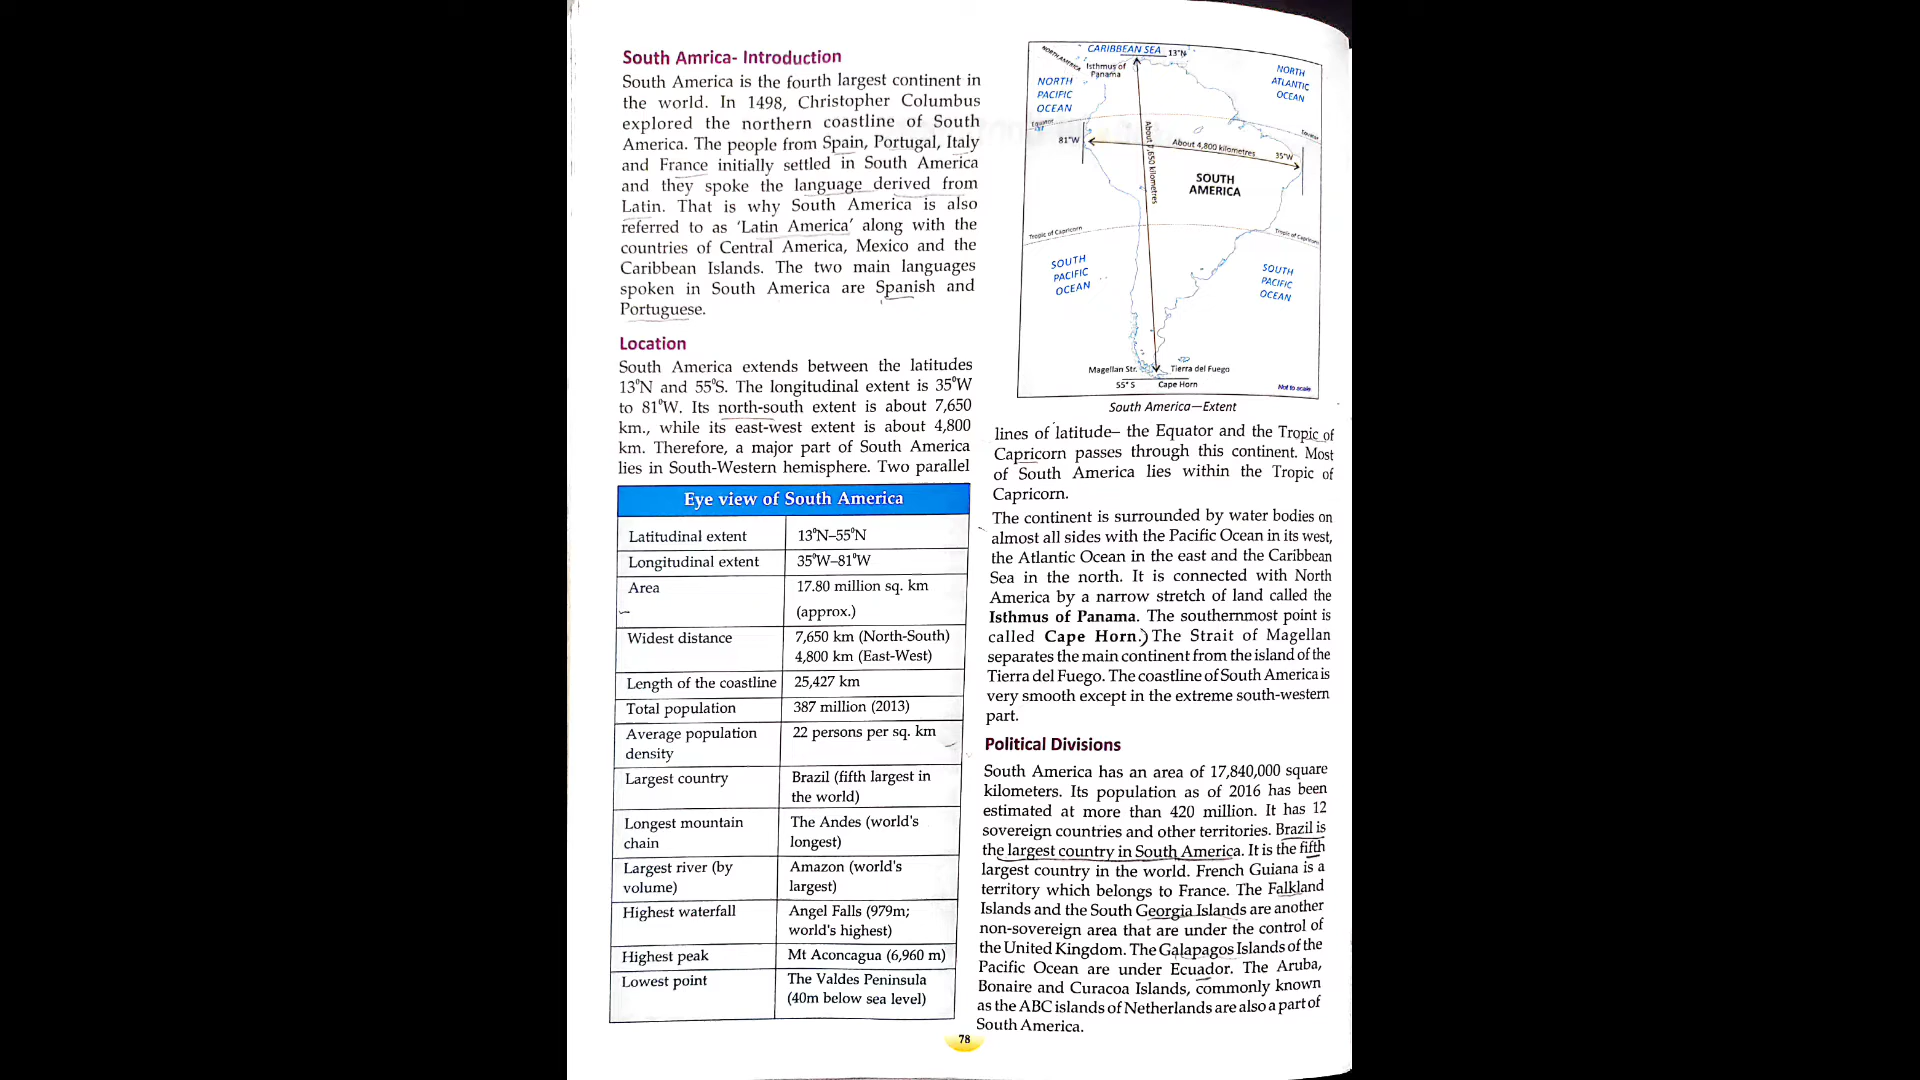 South Amrica- Introduction
South America is the fourth largest continent in
the world. In 1498, Christopher Columbus
explored the northern coastline of South
America. The people from Spain, Portugal, Italy
and France initially settled in South America
and they spoke the language derived from
Latin. That is why South America is also
referred to as 'Latin America' along with the
countries of Central America, Mexico and the
Caribbean Islands. The two main languages
spoken in South America are Spanish and
Portuguese.
Location
South America extends between the latitudes
13⁰N and 55⁰S. The longitudinal extent is 35⁰W
to 81⁰W. Its north-south extent is about 7,650
km., while its east-west extent is about 4,800
km. Therefore, a major part of South America
lies in South-Western hemisphere. Two parallel
Eye view of South America
Latitudinal extent 13⁰N–55⁰N
Longitudinal extent 35⁰W–81⁰W
Area 17.80 million sq. km
(approx.)
Widest distance 7,650 km (North-South)
4,800 km (East-West)
Length of the coastline 25,427 km
Total population 387 million (2013)
Average population 22 persons per sq. km
density
Largest country Brazil (fifth largest in
the world)
Longest mountain The Andes (world's
chain longest)
Largest river (by Amazon (world's
volume) largest)
Highest waterfall Angel Falls (979m;
world's highest)
Highest peak Mt Aconcagua (6,960 m)
Lowest point The Valdes Peninsula
(40m below sea level)
CARIBBEAN SEA 13°N
NORTH AMERICA
Isthmus of
Panama
NORTH
PACIFIC
OCEAN
NORTH
ATLANTIC
OCEAN
Equator
Equator
81°W
About 4,800 kilometres
35°W
About 7,650 kilometres
SOUTH
AMERICA
Tropic of Capricorn
Tropic of Capricorn
SOUTH
PACIFIC
OCEAN
SOUTH
PACIFIC
OCEAN
Magellan Str. Tierra del Fuego
55° S Cape Horn
Not to scale
South America—Extent
lines of latitude– the Equator and the Tropic of
Capricorn passes through this continent. Most
of South America lies within the Tropic of
Capricorn.
The continent is surrounded by water bodies on
almost all sides with the Pacific Ocean in its west,
the Atlantic Ocean in the east and the Caribbean
Sea in the north. It is connected with North
America by a narrow stretch of land called the
Isthmus of Panama. The southernmost point is
called Cape Horn.) The Strait of Magellan
separates the main continent from the island of the
Tierra del Fuego. The coastline of South America is
very smooth except in the extreme south-western
part.
Political Divisions
South America has an area of 17,840,000 square
kilometers. Its population as of 2016 has been
estimated at more than 420 million. It has 12
sovereign countries and other territories. Brazil is
the largest country in South America. It is the fifth
largest country in the world. French Guiana is a
territory which belongs to France. The Falkland
Islands and the South Georgia Islands are another
non-sovereign area that are under the control of
the United Kingdom. The Galapagos Islands of the
Pacific Ocean are under Ecuador. The Aruba,
Bonaire and Curacoa Islands, commonly known
as the ABC islands of Netherlands are also a part of
South America.
78